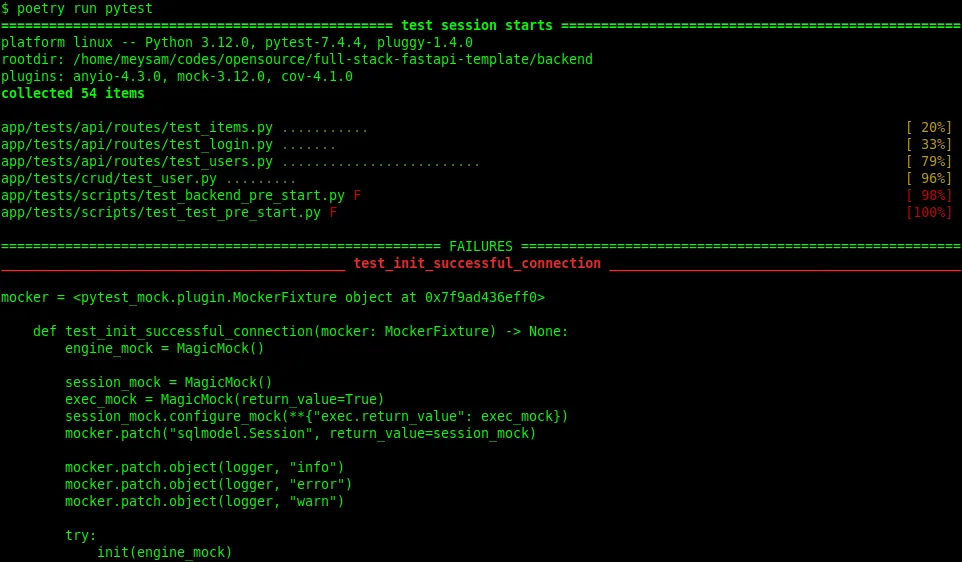 $ poetry run pytest
================================================= test session starts ==================================================
platform linux -- Python 3.12.0, pytest-7.4.4, pluggy-1.4.0
rootdir: /home/meysam/codes/opensource/full-stack-fastapi-template/backend
plugins: anyio-4.3.0, mock-3.12.0, cov-4.1.0
collected 54 items
app/tests/api/routes/test_items.py ........... [ 20%]
app/tests/api/routes/test_login.py ....... [ 33%]
app/tests/api/routes/test_users.py ......................... [ 79%]
app/tests/crud/test_user.py ......... [ 96%]
app/tests/scripts/test_backend_pre_start.py F [ 98%]
app/tests/scripts/test_test_pre_start.py F [100%]
======================================================= FAILURES =======================================================
___________________________________________ test_init_successful_connection ____________________________________________
mocker = <pytest_mock.plugin.MockerFixture object at 0x7f9ad436eff0>
    def test_init_successful_connection(mocker: MockerFixture) -> None:
        engine_mock = MagicMock()
        session_mock = MagicMock()
        exec_mock = MagicMock(return_value=True)
        session_mock.configure_mock(**{"exec.return_value": exec_mock})
        mocker.patch("sqlmodel.Session", return_value=session_mock)
        mocker.patch.object(logger, "info")
        mocker.patch.object(logger, "error")
        mocker.patch.object(logger, "warn")
        try:
            init(engine_mock)